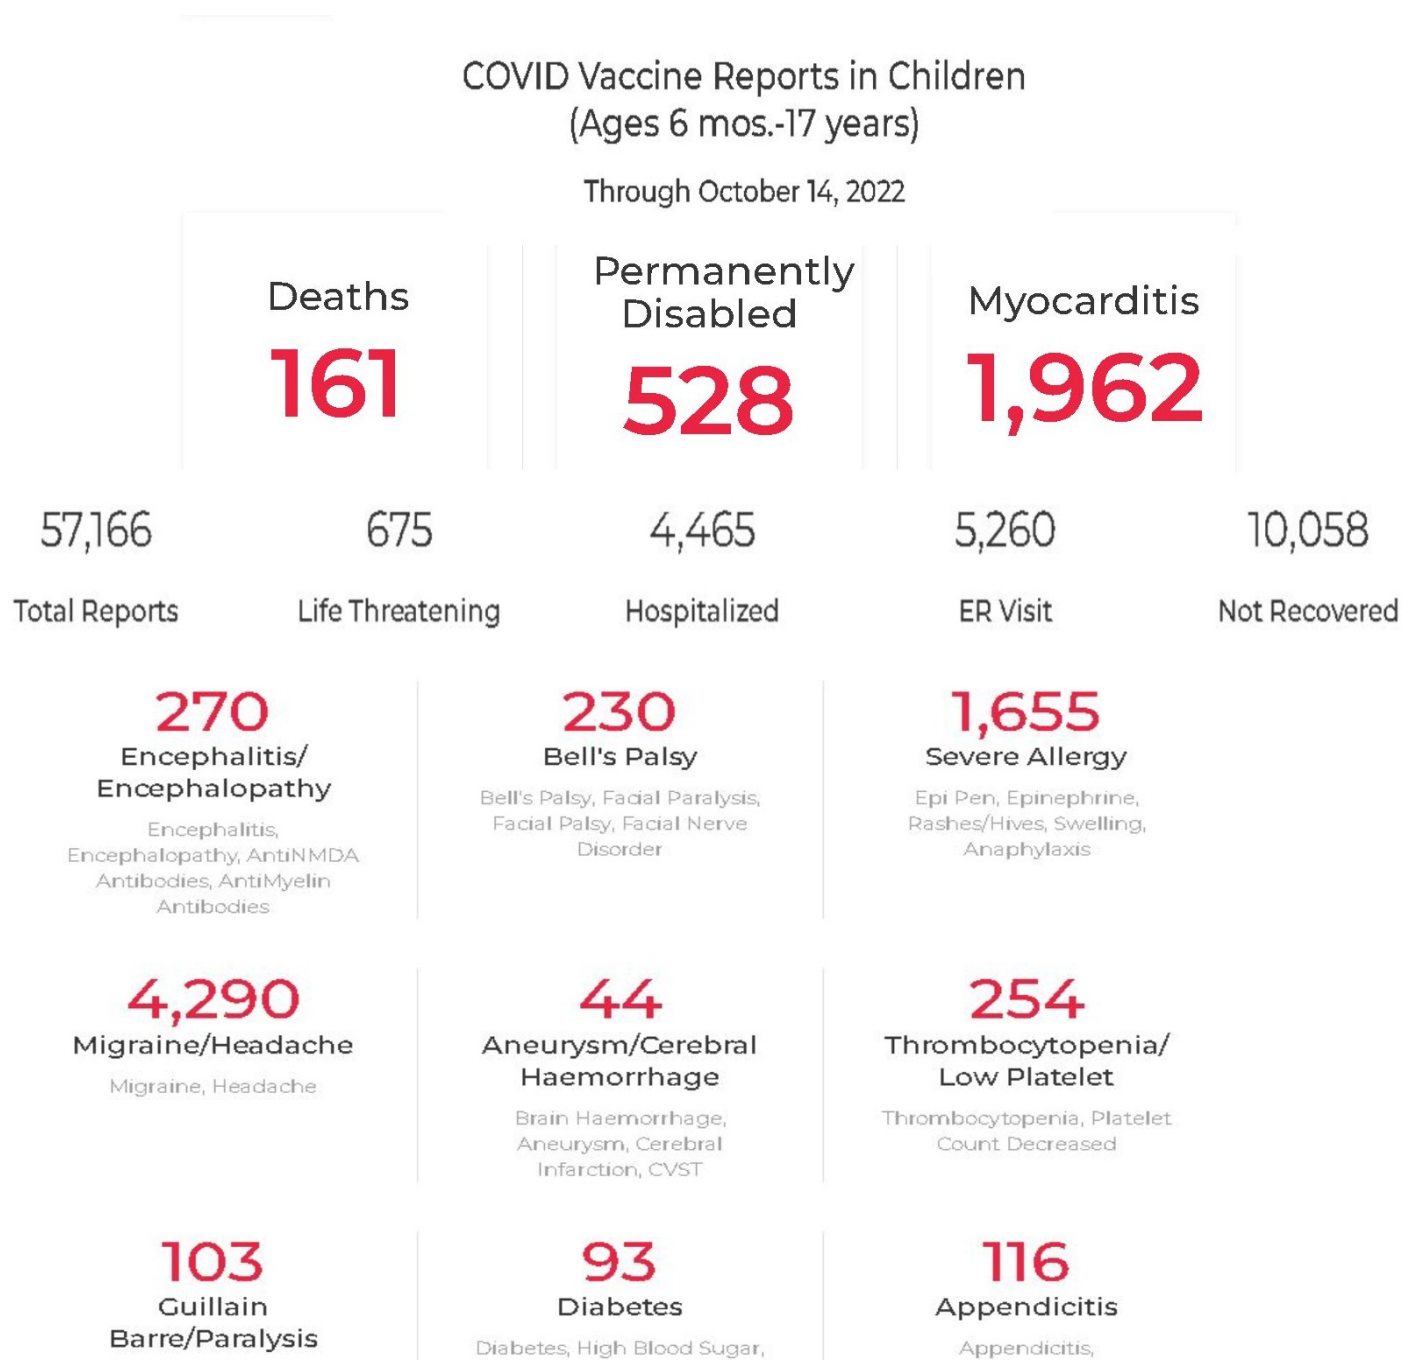 COVID Vaccine Reports in Children
(Ages 6 mos.-17 years)
Through October 14, 2022
Deaths
161
Permanently
Disabled
528
Myocarditis
1,962
57,166
Total Reports
675
Life Threatening
4,465
Hospitalized
5,260
ER Visit
10,058
Not Recovered
270
Encephalitis/
Encephalopathy
Encephalitis,
Encephalopathy, AntiNMDA
Antibodies, AntiMyelin
Antibodies
230
Bell's Palsy
Bell's Palsy, Facial Paralysis,
Facial Palsy, Facial Nerve
Disorder
1,655
Severe Allergy
Epi Pen, Epinephrine,
Rashes/Hives, Swelling,
Anaphylaxis
4,290
Migraine/Headache
Migraine, Headache
44
Aneurysm/Cerebral
Haemorrhage
Brain Haemorrhage,
Aneurysm, Cerebral
Infarction, CVST
254
Thrombocytopenia/
Low Platelet
Thrombocytopenia, Platelet
Count Decreased
103
Guillain
Barre/Paralysis
93
Diabetes
Diabetes, High Blood Sugar,
116
Appendicitis
Appendicitis,